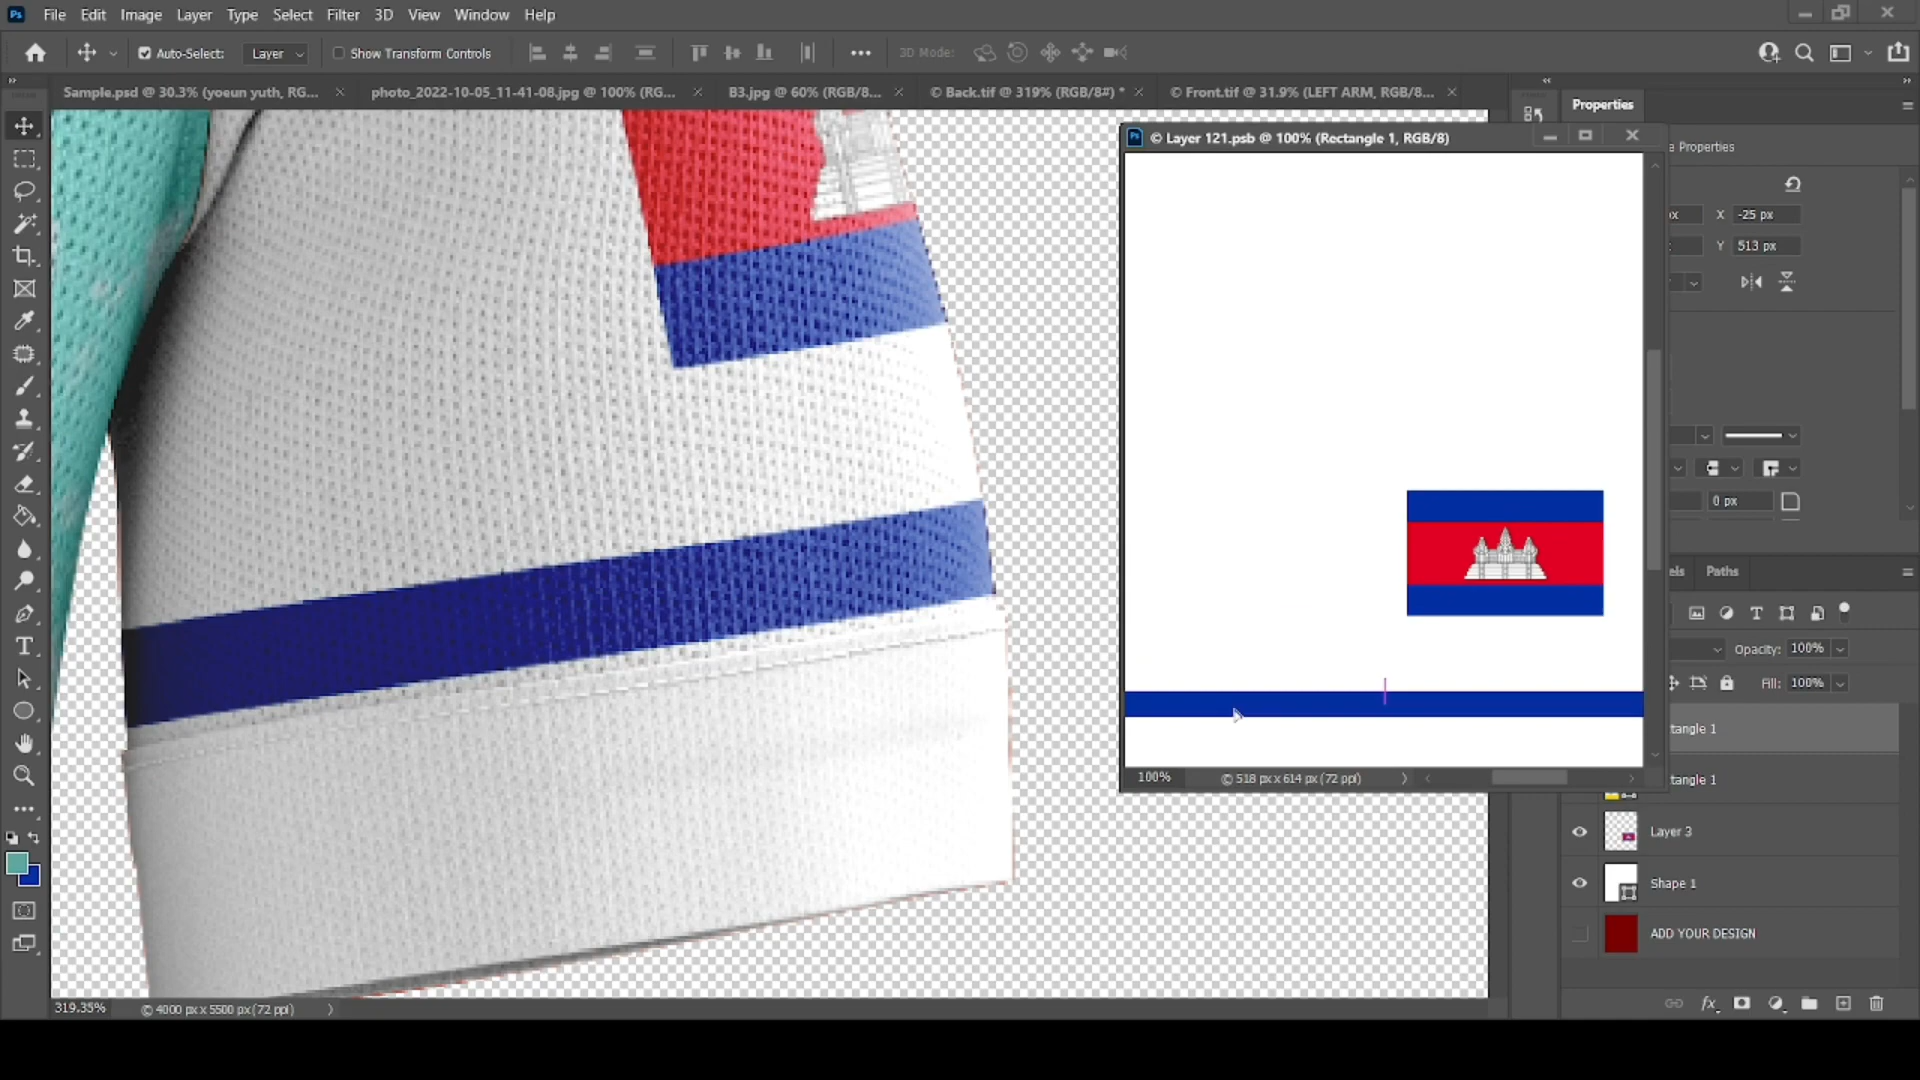 File Edit Image Layer Type Select Filter 3D View Window Help
Auto-Select: Layer Show Transform Controls 3D Mode:
Sample.psd @ 30.3% (yoeun yuth, RG... photo_2022-10-05_11-41-08.jpg @ 100% (RG... B3.jpg @ 60% (RGB/8... © Back.tif @ 319% (RGB/8#) * © Front.tif @ 31.9% (LEFT ARM, RGB/8...
Properties
© Layer 121.psb @ 100% (Rectangle 1, RGB/8)
e Properties
px X -25 px
Y 513 px
0 px
els Paths
Opacity: 100%
Fill: 100%
tangle 1
tangle 1
Layer 3
Shape 1
ADD YOUR DESIGN
100% © 518 px x 614 px (72 ppi)
319.35% © 4000 px x 5500 px (72 ppi)
fx